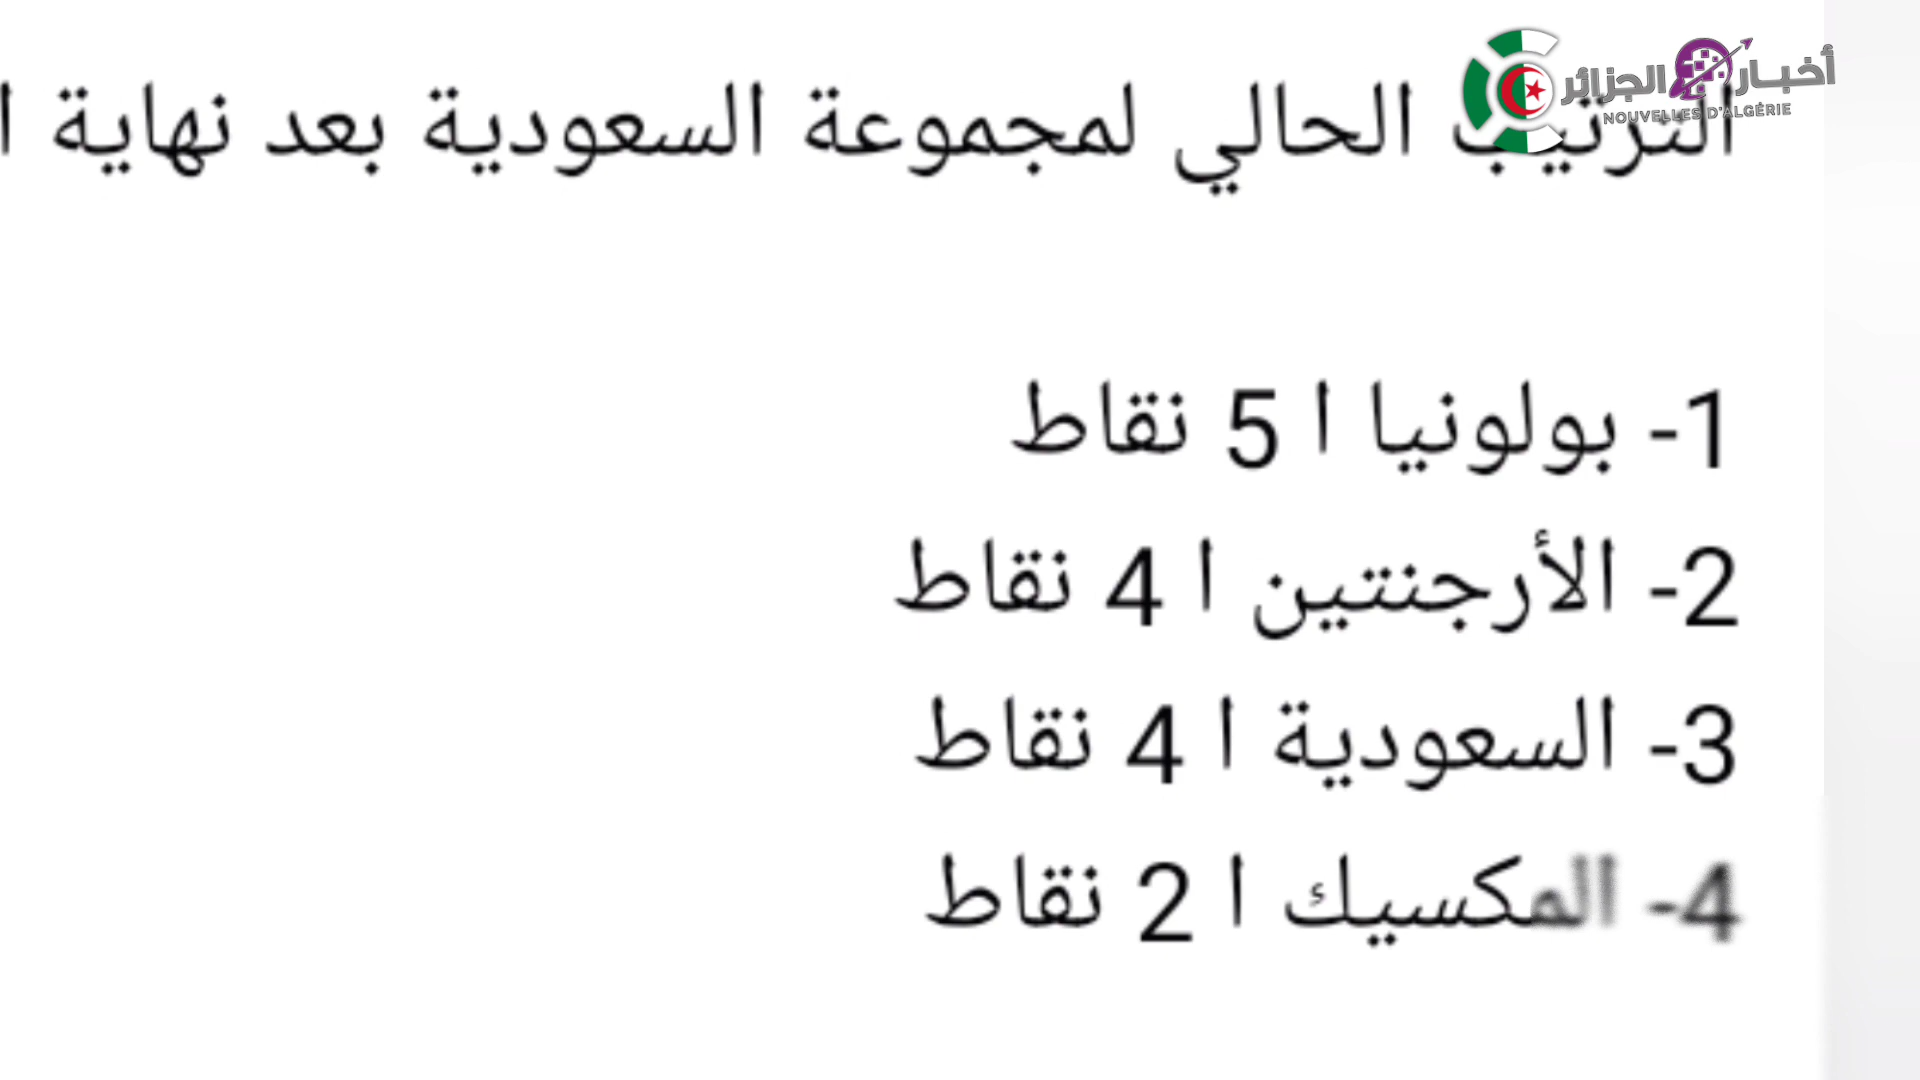 أخبار الجزائر
NOUVELLES D'ALGÉRIE
الترتيب الحالي لمجموعة السعودية بعد نهاية ا
1- بولونيا ا 5 نقاط
2- الأرجنتين ا 4 نقاط
3- السعودية ا 4 نقاط
4- المكسيك ا 2 نقاط